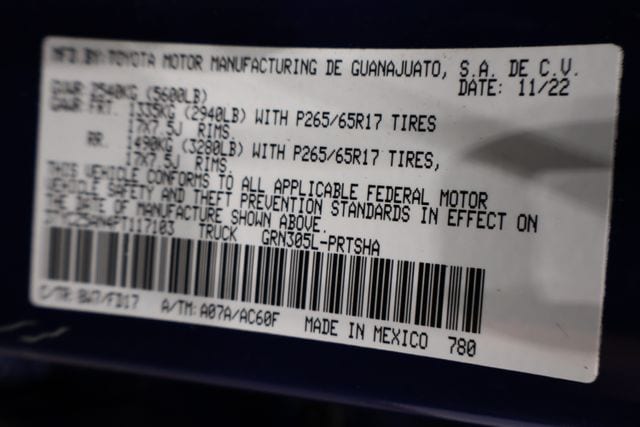 MFD.BY:TOYOTA MOTOR MANUFACTURING DE GUANAJUATO, S.A. DE C.V.
DATE: 11/22
GVWR 2540KG (5600LB)
GAWR FRT. 1335KG (2940LB) WITH P265/65R17 TIRES
17X7.5J RIMS.
RR. 1490KG (3280LB) WITH P265/65R17 TIRES,
17X7.5J RIMS.
THIS VEHICLE CONFORMS TO ALL APPLICABLE FEDERAL MOTOR
VEHICLE SAFETY AND THEFT PREVENTION STANDARDS IN EFFECT ON
THE DATE OF MANUFACTURE SHOWN ABOVE.
TRUCK GRN305L-PRTSHA
C/TR: 8W7/FD17 A/TM: A07A/AC60F MADE IN MEXICO 780